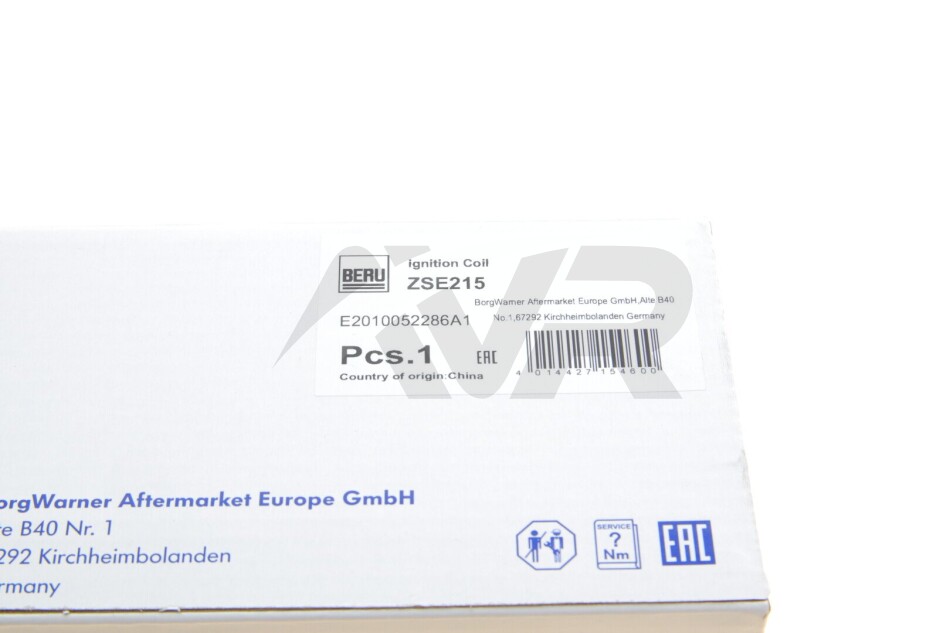 BERU
Ignition Coil
ZSE215
BorgWarner Aftermarket Europe GmbH,Alte B40
No.1,67292 Kirchheimbolanden Germany
E2010052286A1
Pcs.1
EAC
4 014427 154600
Country of origin:China
AVR
orgWarner Aftermarket Europe GmbH
te B40 Nr. 1
292 Kirchheimbolanden
rmany
SERVICE
?
Nm
EAC